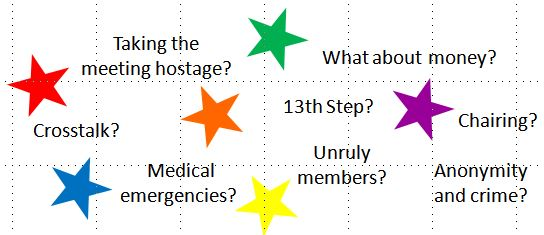 Taking the
meeting hostage?
What about money?
13th Step?
Chairing?
Crosstalk?
Unruly
members?
Medical
emergencies?
Anonymity
and crime?